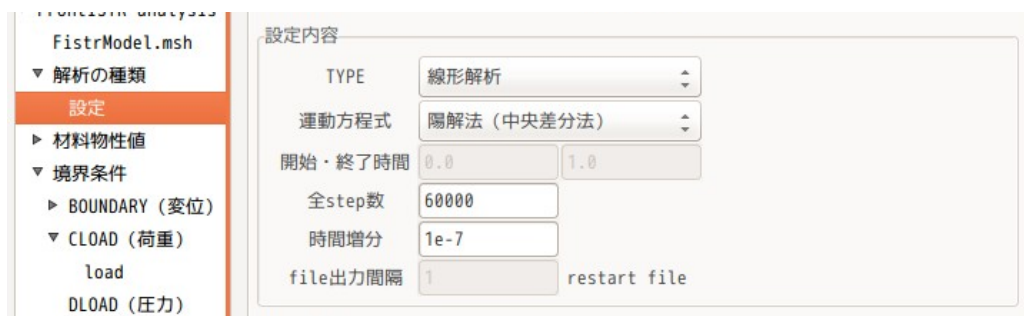 FistrModel.msh
▼ 解析の種類
設定
▶ 材料物性値
▼ 境界条件
▶ BOUNDARY (変位)
▼ CLOAD (荷重)
load
DLOAD (圧力)
設定内容
TYPE 線形解析
運動方程式 陽解法 (中央差分法)
開始・終了時間 0.0 1.0
全step数 60000
時間増分 1e-7
file出力間隔 1 restart file